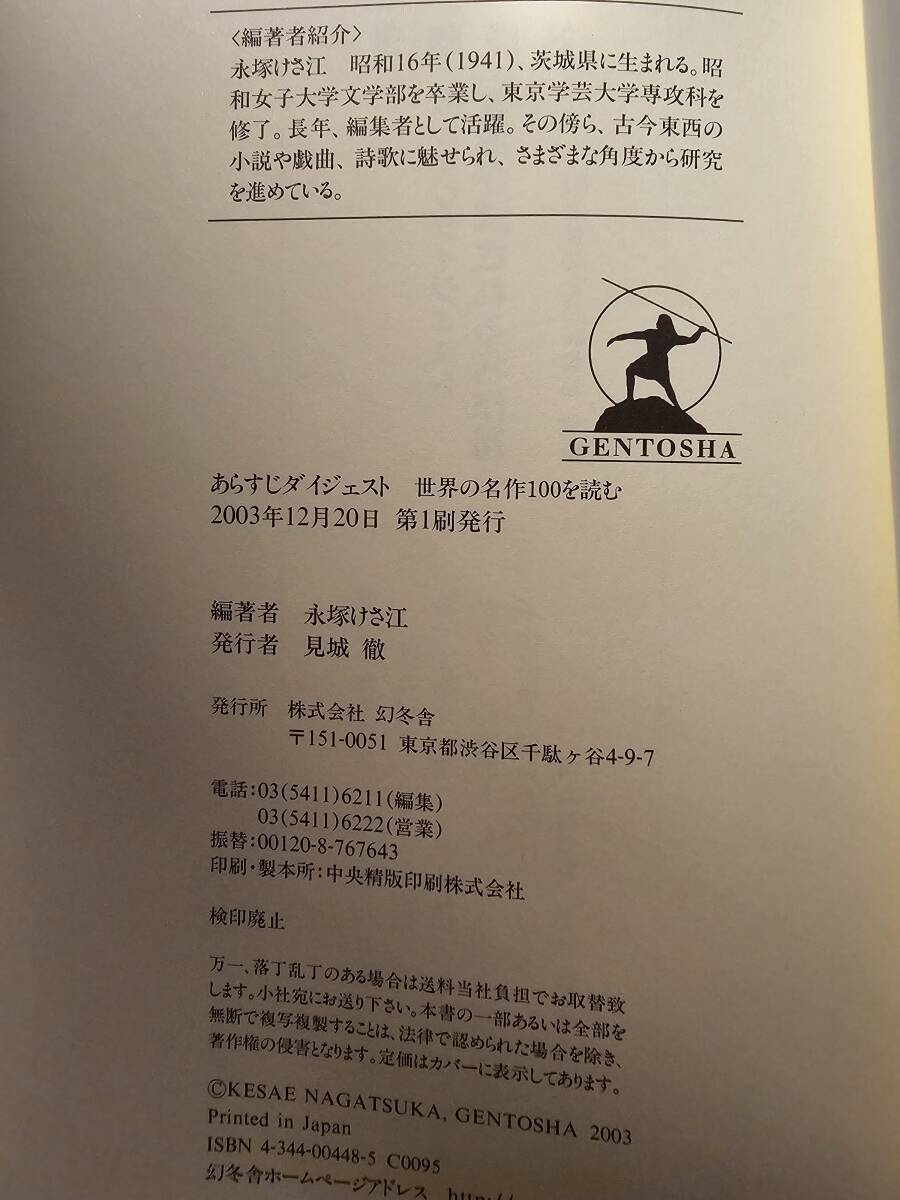 〈編著者紹介〉
永塚けさ江　昭和16年(1941)、茨城県に生まれる。昭
和女子大学文学部を卒業し、東京学芸大学専攻科を
修了。長年、編集者として活躍。その傍ら、古今東西の
小説や戯曲、詩歌に魅せられ、さまざまな角度から研究
を進めている。
GENTOSHA
あらすじダイジェスト　世界の名作100を読む
2003年12月20日 第1刷発行
編著者　永塚けさ江
発行者　見城 徹
発行所　株式会社 幻冬舎
〒151-0051 東京都渋谷区千駄ヶ谷4-9-7
電話:03(5411)6211(編集)
03(5411)6222(営業)
振替:00120-8-767643
印刷・製本所:中央精版印刷株式会社
検印廃止
万一、落丁乱丁のある場合は送料当社負担でお取替致
します。小社宛にお送り下さい。本書の一部あるいは全部を
無断で複写複製することは、法律で認められた場合を除き、
著作権の侵害となります。定価はカバーに表示してあります。
©KESAE NAGATSUKA, GENTOSHA 2003
Printed in Japan
ISBN 4-344-00448-5 C0095
幻冬舎ホームページアドレス